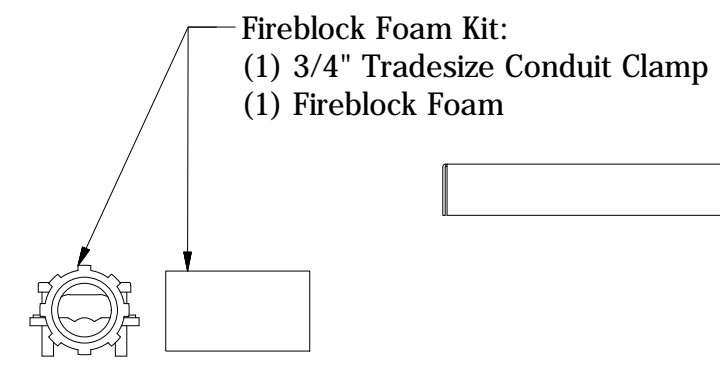 Fireblock Foam Kit:
(1) 3/4" Tradesize Conduit Clamp
(1) Fireblock Foam